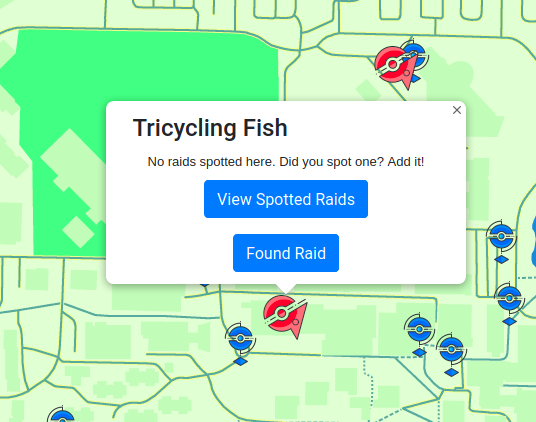 ×
Tricycling Fish
No raids spotted here. Did you spot one? Add it!
View Spotted Raids
Found Raid